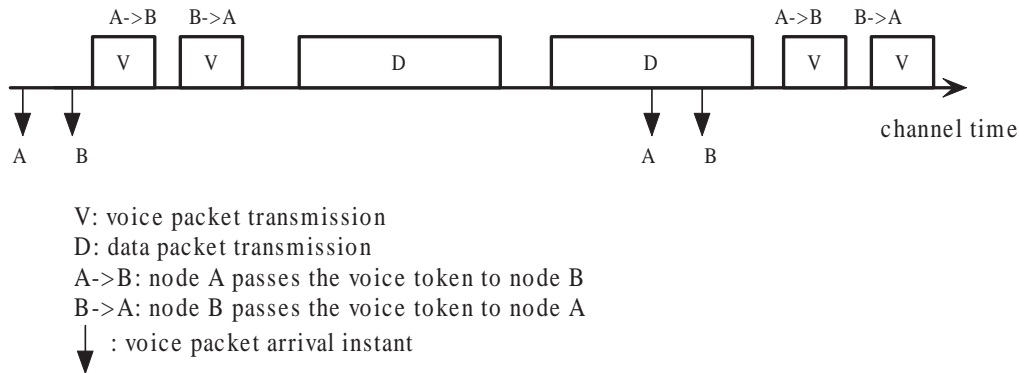 A->B B->A A->B B->A
V V D D V V
A B A B
channel time
V: voice packet transmission
D: data packet transmission
A->B: node A passes the voice token to node B
B->A: node B passes the voice token to node A
: voice packet arrival instant